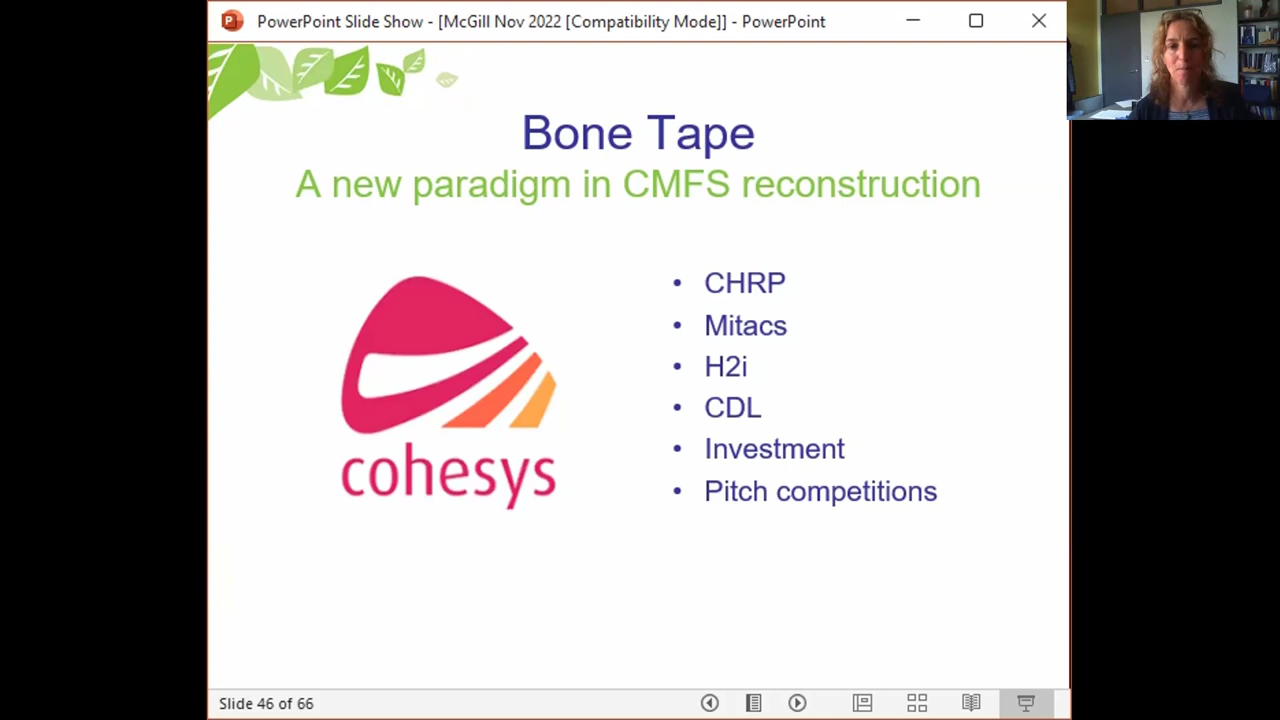 PowerPoint Slide Show - [McGill Nov 2022 [Compatibility Mode]] - PowerPoint
Bone Tape
A new paradigm in CMFS reconstruction
• CHRP
• Mitacs
• H2i
• CDL
• Investment
• Pitch competitions
cohesys
Slide 46 of 66